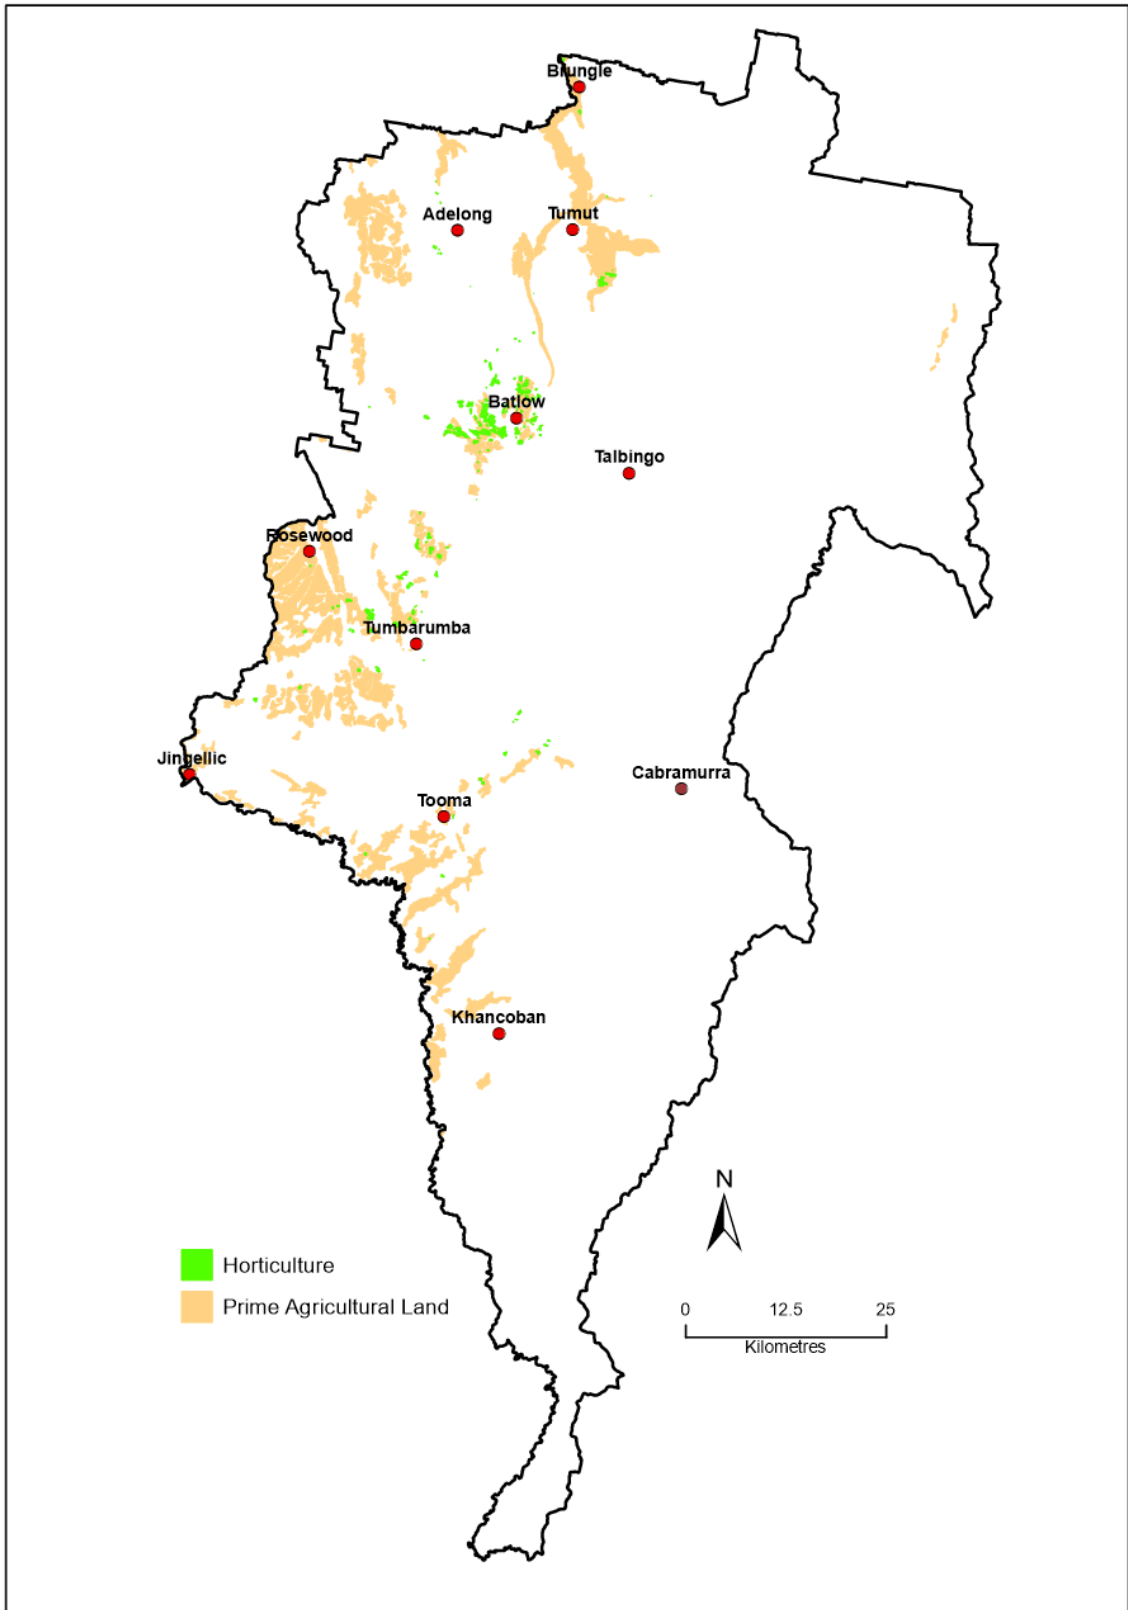 Brungle
Adelong
Tumut
Batlow
Talbingo
Rosewood
Tumbarumba
Jingellic
Cabramurra
Tooma
Khancoban
N
Horticulture
Prime Agricultural Land
0 12.5 25
Kilometres